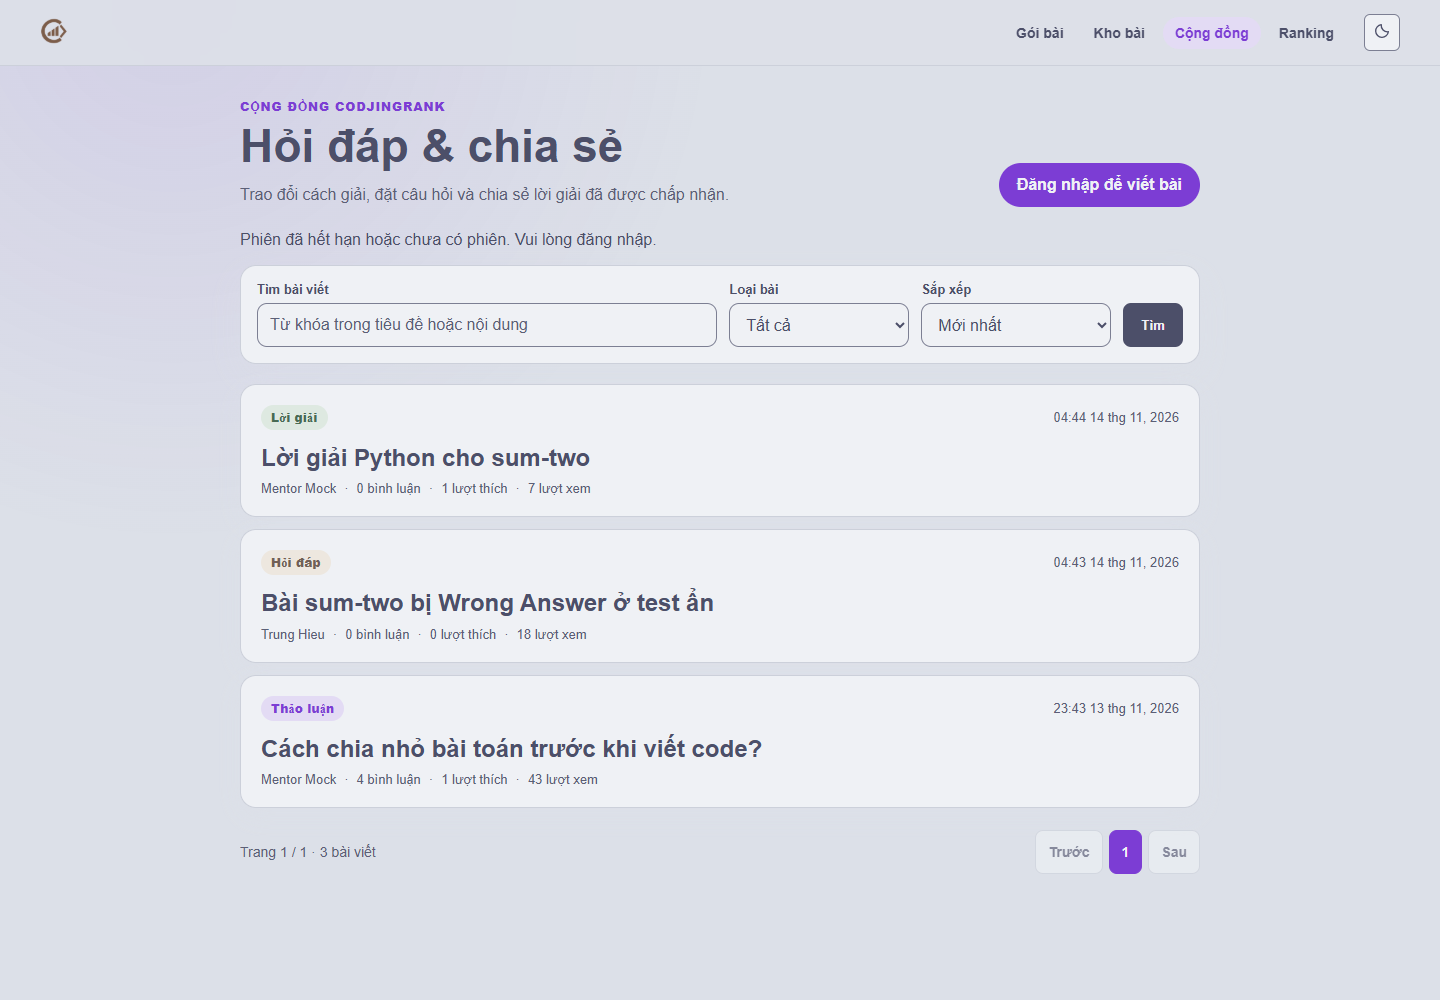 Gói bài
Kho bài
Cộng đồng
Ranking
CỘNG ĐỒNG CODJINGRANK
Hỏi đáp & chia sẻ
Trao đổi cách giải, đặt câu hỏi và chia sẻ lời giải đã được chấp nhận.
Đăng nhập để viết bài
Phiên đã hết hạn hoặc chưa có phiên. Vui lòng đăng nhập.
Tìm bài viết
Từ khóa trong tiêu đề hoặc nội dung
Loại bài
Tất cả
Sắp xếp
Mới nhất
Tìm
Lời giải
04:44 14 thg 11, 2026
Lời giải Python cho sum-two
Mentor Mock · 0 bình luận · 1 lượt thích · 7 lượt xem
Hỏi đáp
04:43 14 thg 11, 2026
Bài sum-two bị Wrong Answer ở test ẩn
Trung Hieu · 0 bình luận · 0 lượt thích · 18 lượt xem
Thảo luận
23:43 13 thg 11, 2026
Cách chia nhỏ bài toán trước khi viết code?
Mentor Mock · 4 bình luận · 1 lượt thích · 43 lượt xem
Trang 1 / 1 · 3 bài viết
Trước
1
Sau